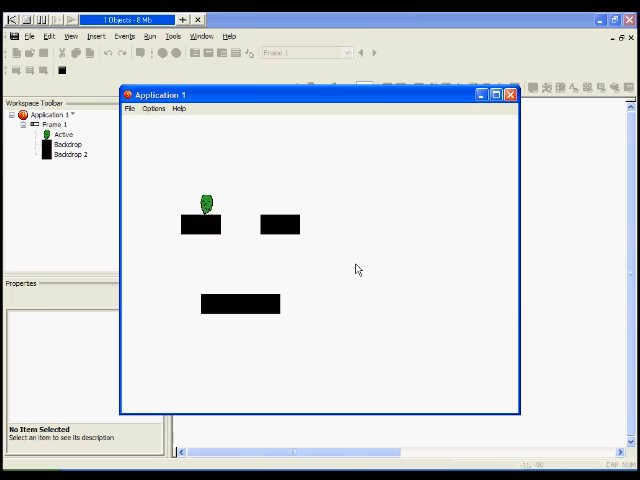 1 Objects - 8 Mb
File Edit View Insert Events Run Tools Window Help
Frame 1
Workspace Toolbar
Application 1 *
Frame 1
Active
Backdrop
Backdrop 2
Application 1
File Options Help
Properties
No Item Selected
Select an item to see its description
-11, -90
CAP NUM